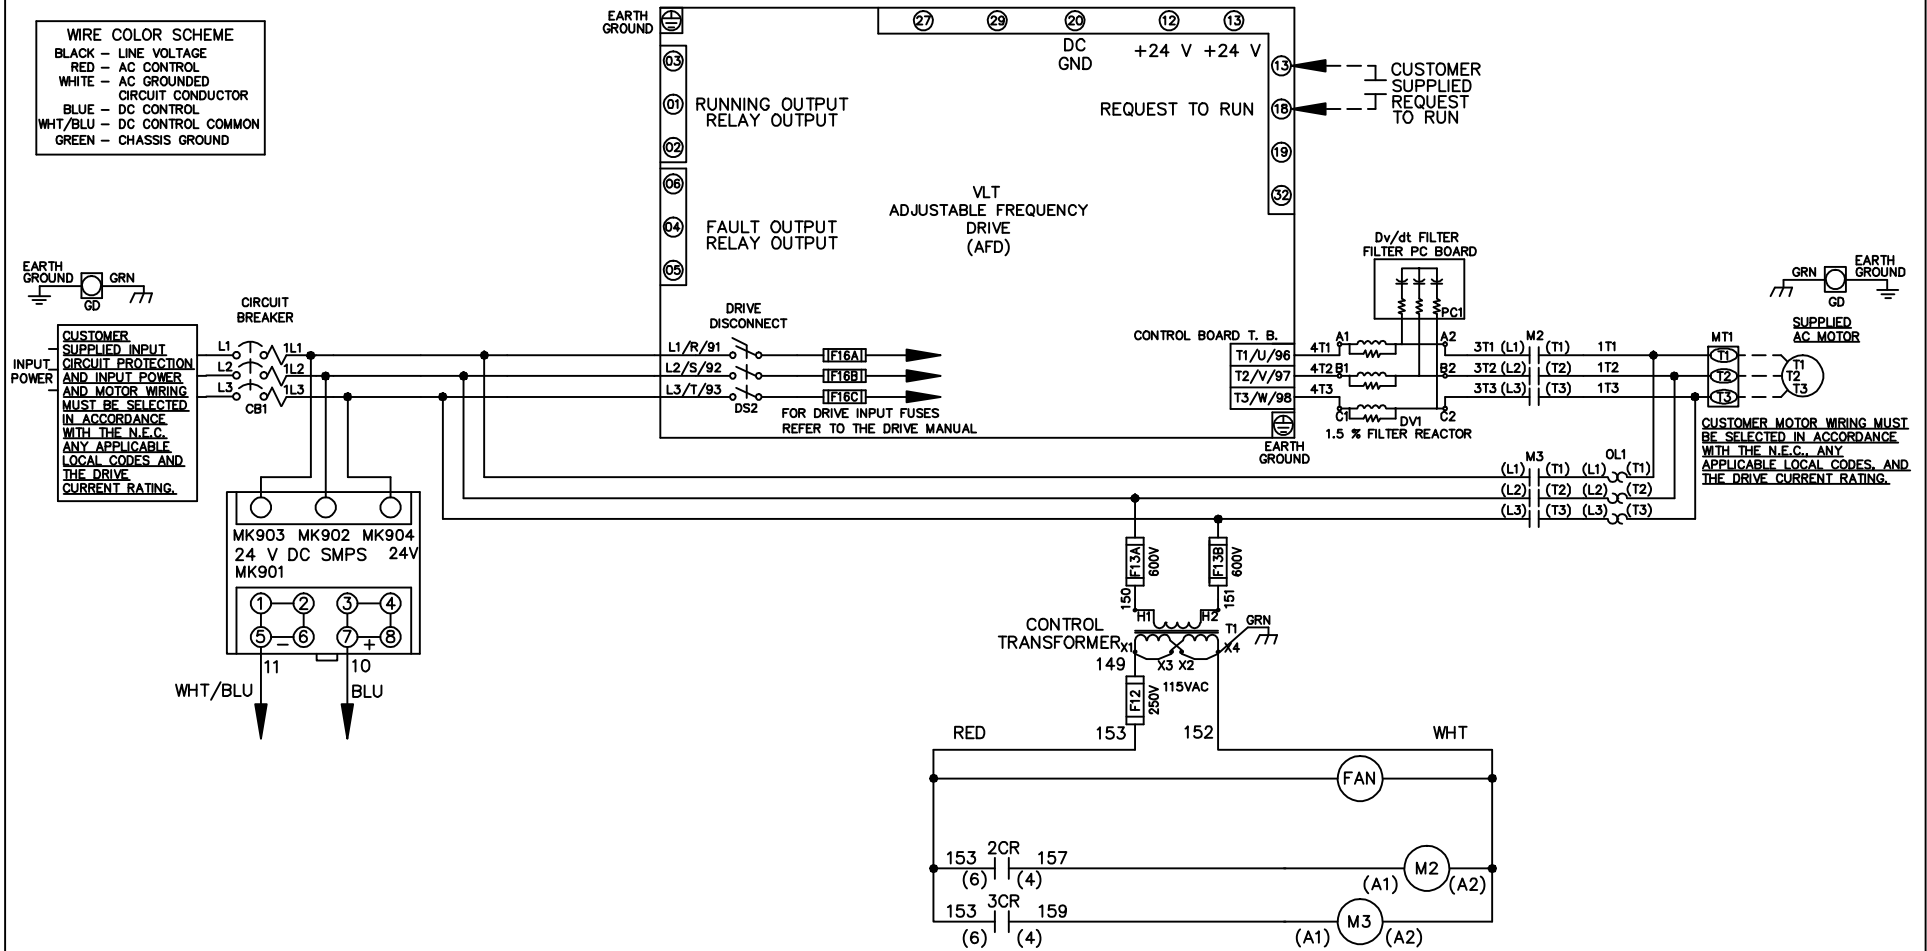 WIRE COLOR SCHEME
BLACK – LINE VOLTAGE
RED – AC CONTROL
WHITE – AC GROUNDED
CIRCUIT CONDUCTOR
BLUE – DC CONTROL
WHT/BLU – DC CONTROL COMMON
GREEN – CHASSIS GROUND
EARTH
GROUND
27
29
20
12
13
DC
GND
+24 V
+24 V
03
01
02
RUNNING OUTPUT
RELAY OUTPUT
06
04
05
FAULT OUTPUT
RELAY OUTPUT
REQUEST TO RUN
13
18
19
32
CUSTOMER
SUPPLIED
REQUEST
TO RUN
VLT
ADJUSTABLE FREQUENCY
DRIVE
(AFD)
EARTH
GROUND
GRN
GD
CIRCUIT
BREAKER
INPUT
POWER
CUSTOMER
SUPPLIED INPUT
CIRCUIT PROTECTION
AND INPUT POWER
AND MOTOR WIRING
MUST BE SELECTED
IN ACCORDANCE
WITH THE N.E.C.
ANY APPLICABLE
LOCAL CODES AND
THE DRIVE
CURRENT RATING.
L1
1L1
L2
1L2
L3
1L3
CB1
DRIVE
DISCONNECT
L1/R/91
L2/S/92
L3/T/93
DS2
F16A
F16B
F16C
FOR DRIVE INPUT FUSES
REFER TO THE DRIVE MANUAL
CONTROL BOARD T. B.
T1/U/96
T2/V/97
T3/W/98
EARTH
GROUND
Dv/dt FILTER
FILTER PC BOARD
PC1
4T1
A1
A2
4T2
B1
B2
4T3
C1
C2
DV1
1.5 % FILTER REACTOR
M2
3T1 (L1) (T1) 1T1
3T2 (L2) (T2) 1T2
3T3 (L3) (T3) 1T3
MT1
T1
T2
T3
GRN
GD
EARTH
GROUND
SUPPLIED
AC MOTOR
T1
T2
T3
CUSTOMER MOTOR WIRING MUST
BE SELECTED IN ACCORDANCE
WITH THE N.E.C., ANY
APPLICABLE LOCAL CODES, AND
THE DRIVE CURRENT RATING.
M3
OL1
(L1) (T1) (L1) (T1)
(L2) (T2) (L2) (T2)
(L3) (T3) (L3) (T3)
MK903 MK902 MK904
24 V DC SMPS 24V
MK901
1 2 3 4
5 – 6 7 + 8
11
10
WHT/BLU
BLU
F13A
600V
F13B
600V
150
151
H1
H2
CONTROL
TRANSFORMER
T1
GRN
X1
X3 X2
X4
149
115VAC
F12
250V
153
152
RED
WHT
FAN
2CR
153
157
(6)
(4)
M2
(A1)
(A2)
3CR
153
159
(6)
(4)
M3
(A1)
(A2)